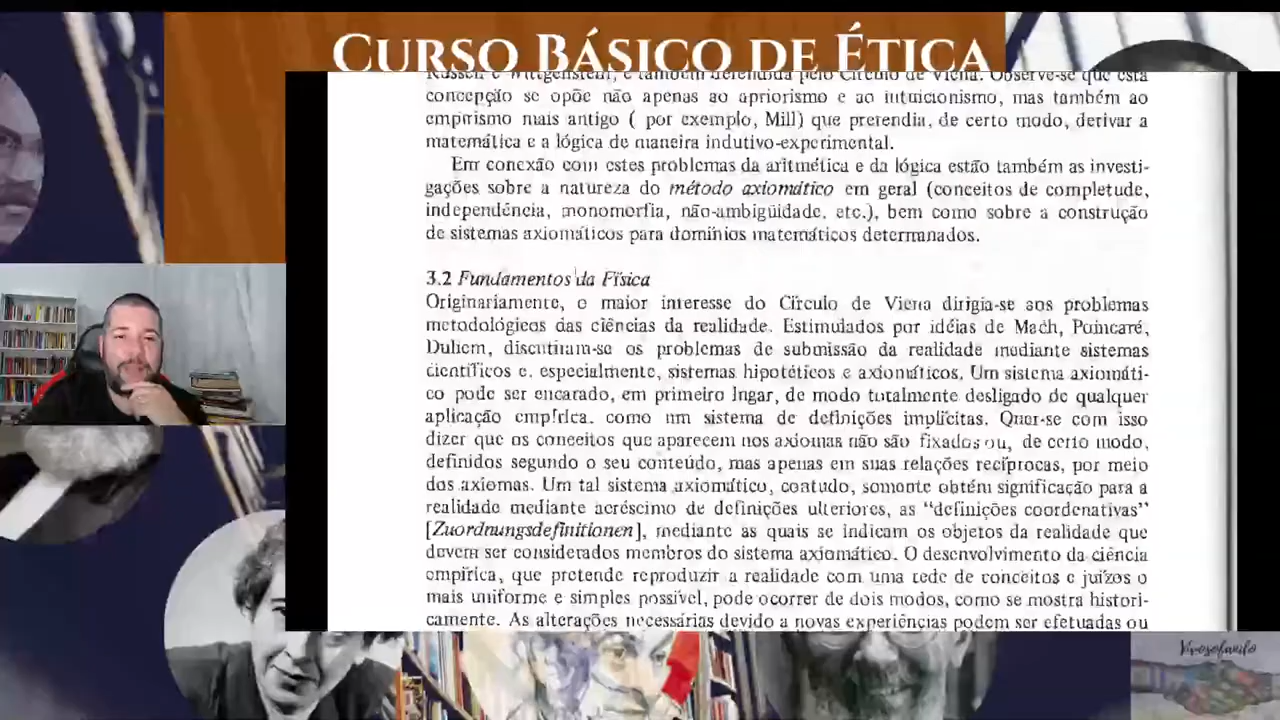 CURSO BÁSICO DE ÉTICA
Russell e Wittgenstein, e também defendida pelo Círculo de Viena. Observe-se que esta
concepção se opõe não apenas ao apriorismo e ao intuicionismo, mas também ao
empirismo mais antigo ( por exemplo, Mill) que pretendia, de certo modo, derivar a
matemática e a lógica de maneira indutivo-experimental.
Em conexão com estes problemas da aritmética e da lógica estão também as investi-
gações sobre a natureza do método axiomático em geral (conceitos de completude,
independência, monomorfia, não-ambigüidade, etc.), bem como sobre a construção
de sistemas axiomáticos para domínios matemáticos determinados.
3.2 Fundamentos da Física
Originariamente, o maior interesse do Círculo de Viena dirigia-se aos problemas
metodológicos das ciências da realidade. Estimulados por idéias de Mach, Poincaré,
Duhem, discutiram-se os problemas de submissão da realidade mediante sistemas
científicos e, especialmente, sistemas hipotéticos e axiomáticos. Um sistema axiomáti-
co pode ser encarado, em primeiro lugar, de modo totalmente desligado de qualquer
aplicação empírica, como um sistema de definições implícitas. Quer-se com isso
dizer que os conceitos que aparecem nos axiomas não são fixados ou, de certo modo,
definidos segundo o seu conteúdo, mas apenas em suas relações recíprocas, por meio
dos axiomas. Um tal sistema axiomático, contudo, somente obtém significação para a
realidade mediante acréscimo de definições ulteriores, as "definições coordenativas"
[Zuordnungsdefinitionen], mediante as quais se indicam os objetos da realidade que
devem ser considerados membros do sistema axiomático. O desenvolvimento da ciência
empírica, que pretende reproduzir a realidade com uma rede de conceitos e juízos o
mais uniforme e simples possível, pode ocorrer de dois modos, como se mostra histori-
camente. As alterações necessárias devido a novas experiências podem ser efetuadas ou
Vivosofando